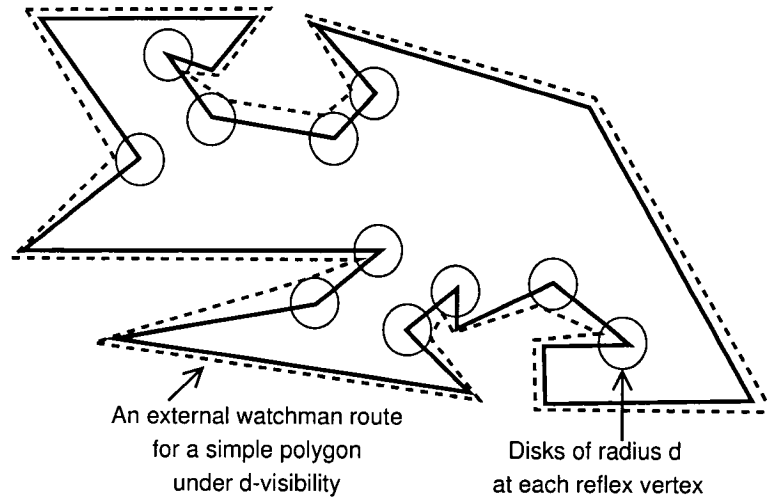 An external watchman route
for a simple polygon
under d-visibility
Disks of radius d
at each reflex vertex